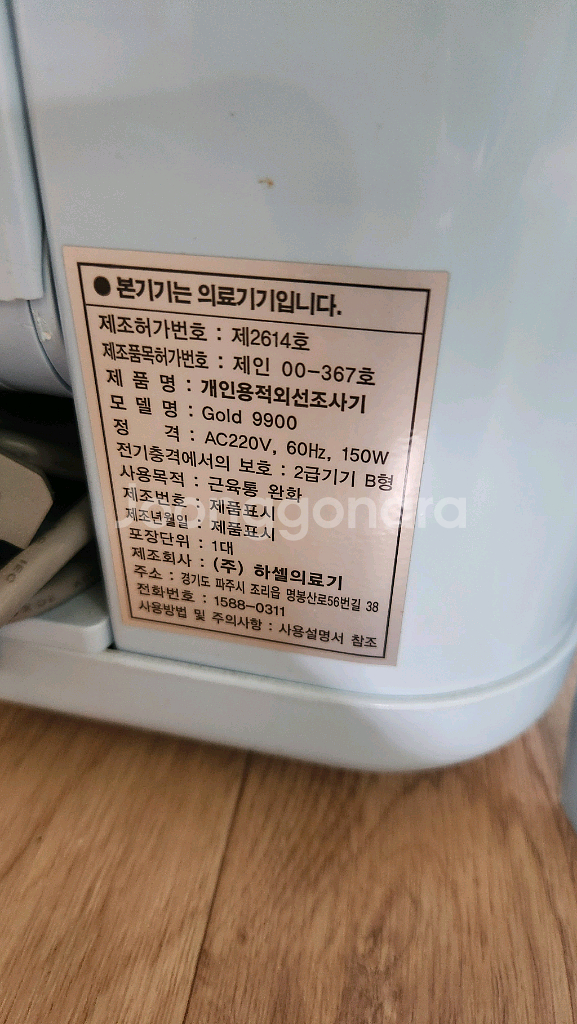 ● 본기기는 의료기기입니다.
제조허가번호 : 제2614호
제조품목허가번호 : 제인 00-367호
제 품 명 : 개인용적외선조사기
모 델 명 : Gold 9900
정 격 : AC220V, 60Hz, 150W
전기충격에서의 보호 : 2급기기 B형
사용목적 : 근육통 완화
제조번호 : 제품표시
제조년월일 : 제품표시
포장단위 : 1대
제조회사 : (주) 하셀의료기
주소 : 경기도 파주시 조리읍 명봉산로56번길 38
전화번호 : 1588-0311
사용방법 및 주의사항 : 사용설명서 참조
Joonggonara